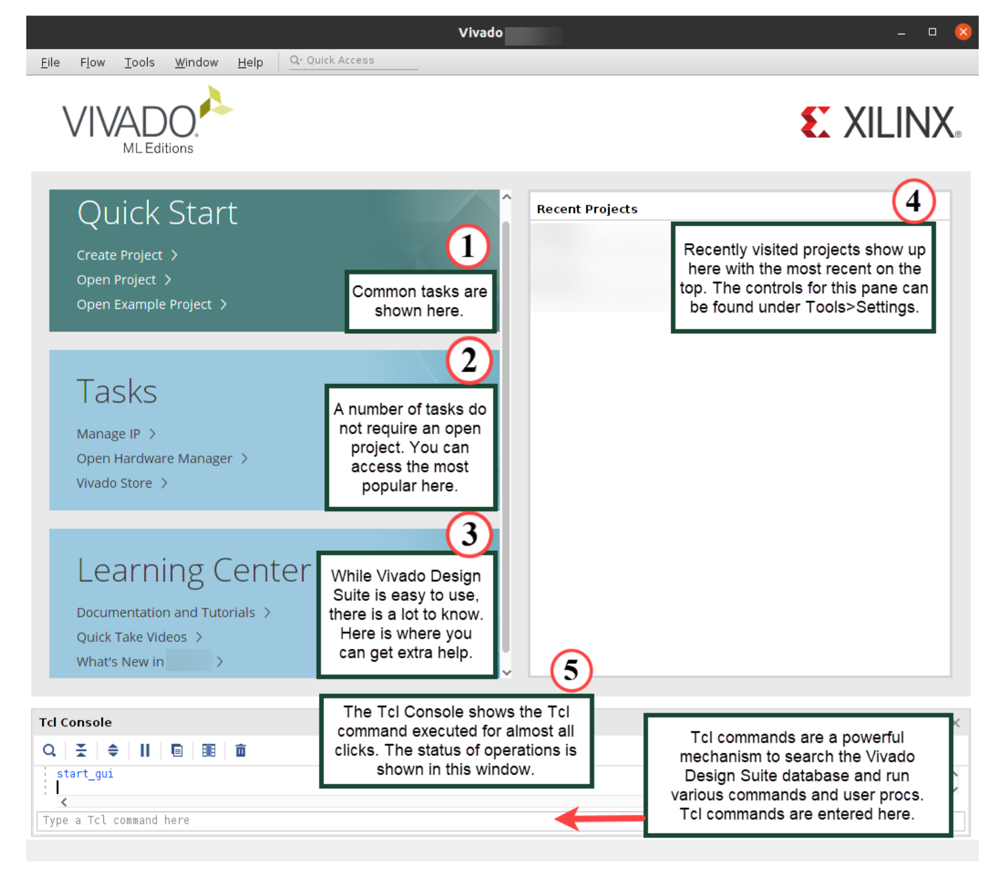 Vivado
File Flow Tools Window Help Quick Access
VIVADO®
ML Editions
XILINX®
Quick Start
Create Project
Open Project
Open Example Project
1
Common tasks are
shown here.
Tasks
Manage IP
Open Hardware Manager
Vivado Store
2
A number of tasks do
not require an open
project. You can
access the most
popular here.
Learning Center
Documentation and Tutorials
Quick Take Videos
What's New in
3
While Vivado Design
Suite is easy to use,
there is a lot to know.
Here is where you
can get extra help.
Recent Projects
4
Recently visited projects show up
here with the most recent on the
top. The controls for this pane can
be found under Tools>Settings.
5
The Tcl Console shows the Tcl
command executed for almost all
clicks. The status of operations is
shown in this window.
Tcl Console
start_gui
Type a Tcl command here
Tcl commands are a powerful
mechanism to search the Vivado
Design Suite database and run
various commands and user procs.
Tcl commands are entered here.